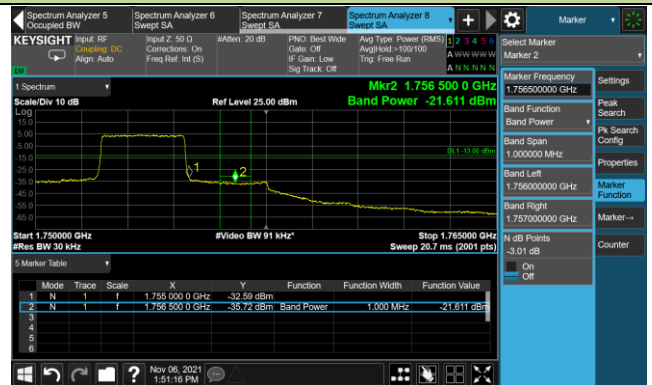 Spectrum Analyzer 5
Occupied BW
Spectrum Analyzer 6
Swept SA
Spectrum Analyzer 7
Swept SA
Spectrum Analyzer 8
Swept SA
Marker
KEYSIGHT
Input: RF
Coupling: DC
Align: Auto
Input Z: 50 Ω
Corrections: On
Freq Ref: Int (S)
#Atten: 20 dB
PNO: Best Wide
Gate: Off
IF Gain: Low
Sig Track: Off
Avg Type: Power (RMS)
Avg|Hold:>100/100
Trig: Free Run
1 2 3 4 5 6
A W W W W W
A N N N N N
Select Marker
Marker 2
1 Spectrum
Mkr2 1.756 500 GHz
Scale/Div 10 dB
Ref Level 25.00 dBm
Band Power -21.611 dBm
Log
15.0
5.00
-5.00
-15.0
-25.0
-35.0
-45.0
-55.0
-65.0
DL1 -13.00 dBm
1
2
Start 1.750000 GHz
#Video BW 91 kHz*
Stop 1.765000 GHz
#Res BW 30 kHz
Sweep 20.7 ms (2001 pts)
5 Marker Table
Mode Trace Scale X Y Function Function Width Function Value
1 N 1 f 1.755 000 0 GHz -32.59 dBm
2 N 1 f 1.756 500 0 GHz -35.72 dBm Band Power 1.000 MHz -21.611 dBm
3
4
5
6
Marker Frequency
1.756500000 GHz
Band Function
Band Power
Band Span
1.000000 MHz
Band Left
1.756000000 GHz
Band Right
1.757000000 GHz
N dB Points
-3.01 dB
On
Off
Settings
Peak
Search
Pk Search
Config
Properties
Marker
Function
Marker→
Counter
?
Nov 06, 2021
1:51:16 PM